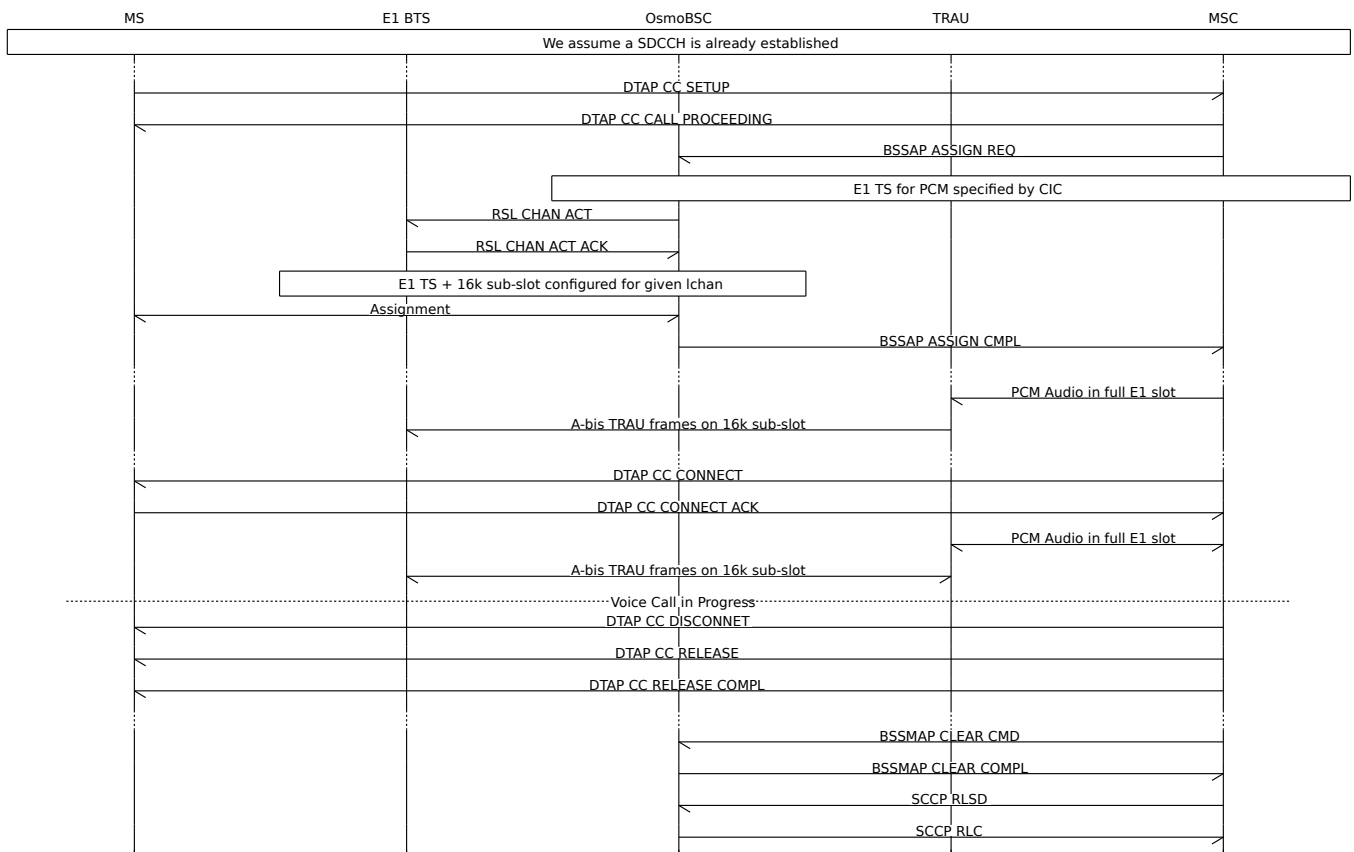 MS E1 BTS OsmoBSC TRAU MSC
We assume a SDCCH is already established
DTAP CC SETUP
DTAP CC CALL PROCEEDING
BSSAP ASSIGN REQ
E1 TS for PCM specified by CIC
RSL CHAN ACT
RSL CHAN ACT ACK
E1 TS + 16k sub-slot configured for given lchan
Assignment
BSSAP ASSIGN CMPL
PCM Audio in full E1 slot
A-bis TRAU frames on 16k sub-slot
DTAP CC CONNECT
DTAP CC CONNECT ACK
PCM Audio in full E1 slot
A-bis TRAU frames on 16k sub-slot
Voice Call in Progress
DTAP CC DISCONNET
DTAP CC RELEASE
DTAP CC RELEASE COMPL
BSSMAP CLEAR CMD
BSSMAP CLEAR COMPL
SCCP RLSD
SCCP RLC